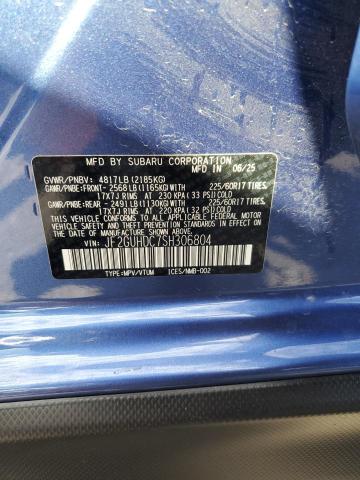 MFD. BY SUBARU CORPORATION
MADE IN JAPAN 06/25
GVWR/PNBV: 4817LB(2185KG)
GAWR/PNBE:FRONT- 2568LB(1165KG)WITH 225/60R17 TIRES,
17X7J RIMS AT 230 KPA(33 PSI)COLD
GAWR/PNBE:REAR -2491LB(1130KG)WITH 225/60R17 TIRES,
17X7J RIMS AT 220 KPA(32 PSI)COLD
THIS VEHICLE CONFORMS TO ALL APPLICABLE FEDERAL MOTOR
VEHICLE SAFETY, BUMPER, AND THEFT PREVENTION STANDARDS
IN EFFECT ON THE DATE OF MANUFACTURE SHOWN ABOVE.
JF2GUHDC7SH306804
TYPE:MPV/VTUM ICES/NMB-002